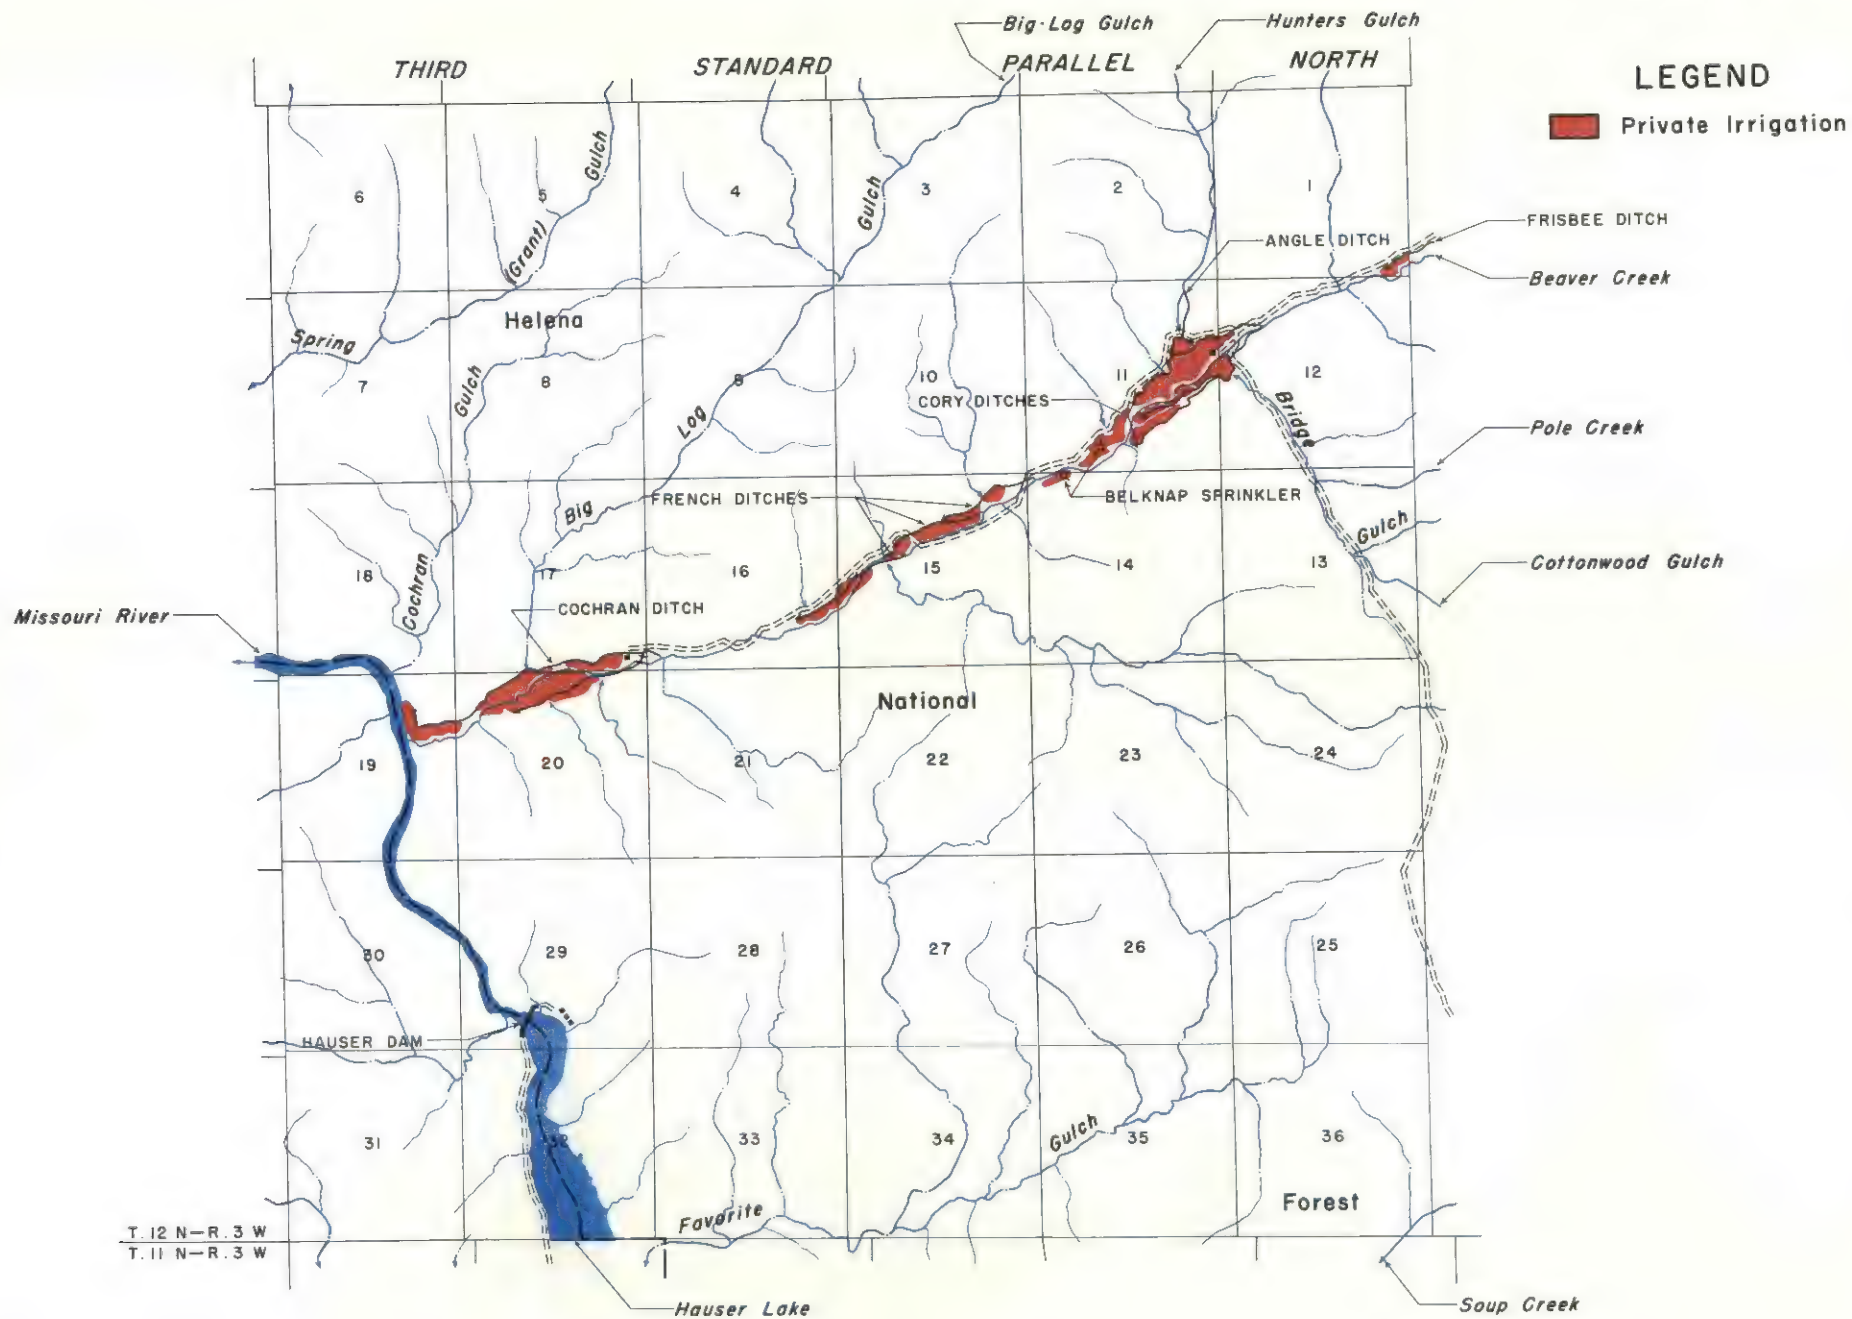 Big-Log Gulch
Hunters Gulch
THIRD STANDARD PARALLEL NORTH
LEGEND
Private Irrigation
Gulch
6
5
4
Gulch
3
2
1
FRISBEE DITCH
(Grant)
ANGLE DITCH
Beaver Creek
Helena
Spring
7
Gulch
8
9
10
11
12
CORY DITCHES
Log
Bridge
Pole Creek
Big
FRENCH DITCHES
BELKNAP SPRINKLER
Gulch
18
Cochran
17
16
15
14
13
Cottonwood Gulch
Missouri River
COCHRAN DITCH
National
19
20
21
22
23
24
30
29
28
27
26
25
HAUSER DAM
31
32
33
34
Gulch
35
36
Favorite
Forest
T. 12 N-R. 3 W
T. 11 N-R. 3 W
Hauser Lake
Soup Creek